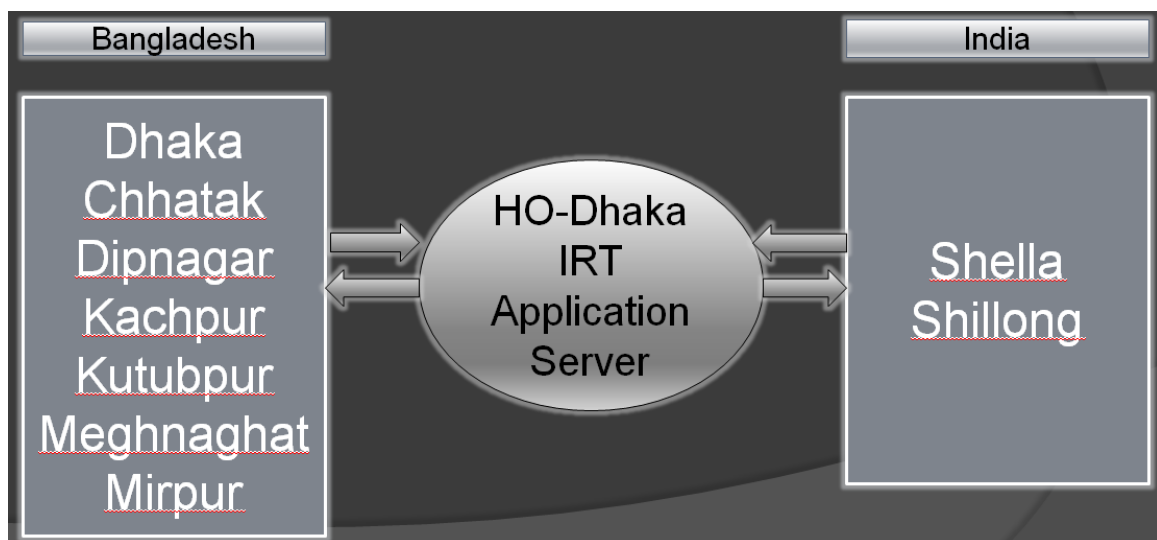 Bangladesh
Dhaka
Chhatak
Dipnagar
Kachpur
Kutubpur
Meghnaghat
Mirpur
HO-Dhaka
IRT
Application
Server
India
Shella
Shillong